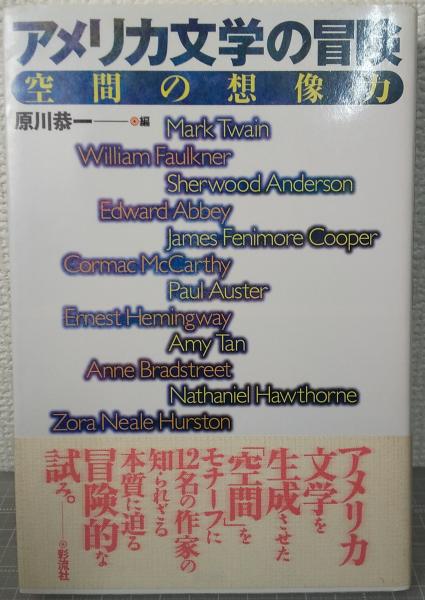 アメリカ文学の冒険
空間の想像力
原川恭一——◉編
Mark Twain
William Faulkner
Sherwood Anderson
Edward Abbey
James Fenimore Cooper
Cormac McCarthy
Paul Auster
Ernest Hemingway
Amy Tan
Anne Bradstreet
Nathaniel Hawthorne
Zora Neale Hurston
アメリカ
文学を
生成させた
「空間」を
モチーフに
12名の作家の
知られざる
本質に迫る
冒険的な
試み。——◉彩流社